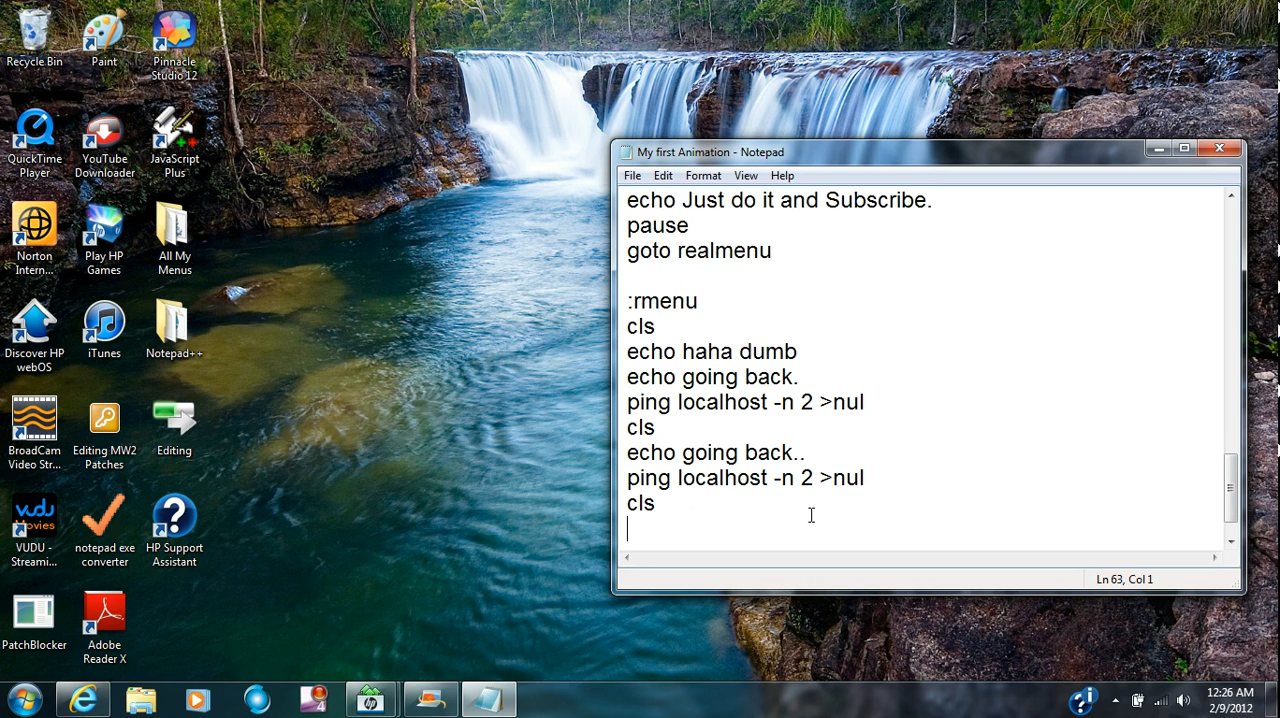 Recycle Bin
Paint
Pinnacle
Studio 12
QuickTime
Player
YouTube
Downloader
JavaScript
Plus
Norton
Intern...
Play HP
Games
All My
Menus
Discover HP
webOS
iTunes
Notepad++
BroadCam
Video Str...
Editing MW2
Patches
Editing
vudu
Movies
VUDU -
Streami...
notepad exe
converter
HP Support
Assistant
PatchBlocker
Adobe
Reader X
My first Animation - Notepad
File Edit Format View Help
echo Just do it and Subscribe.
pause
goto realmenu
:rmenu
cls
echo haha dumb
echo going back.
ping localhost -n 2 >nul
cls
echo going back..
ping localhost -n 2 >nul
cls
Ln 63, Col 1
12:26 AM
2/9/2012